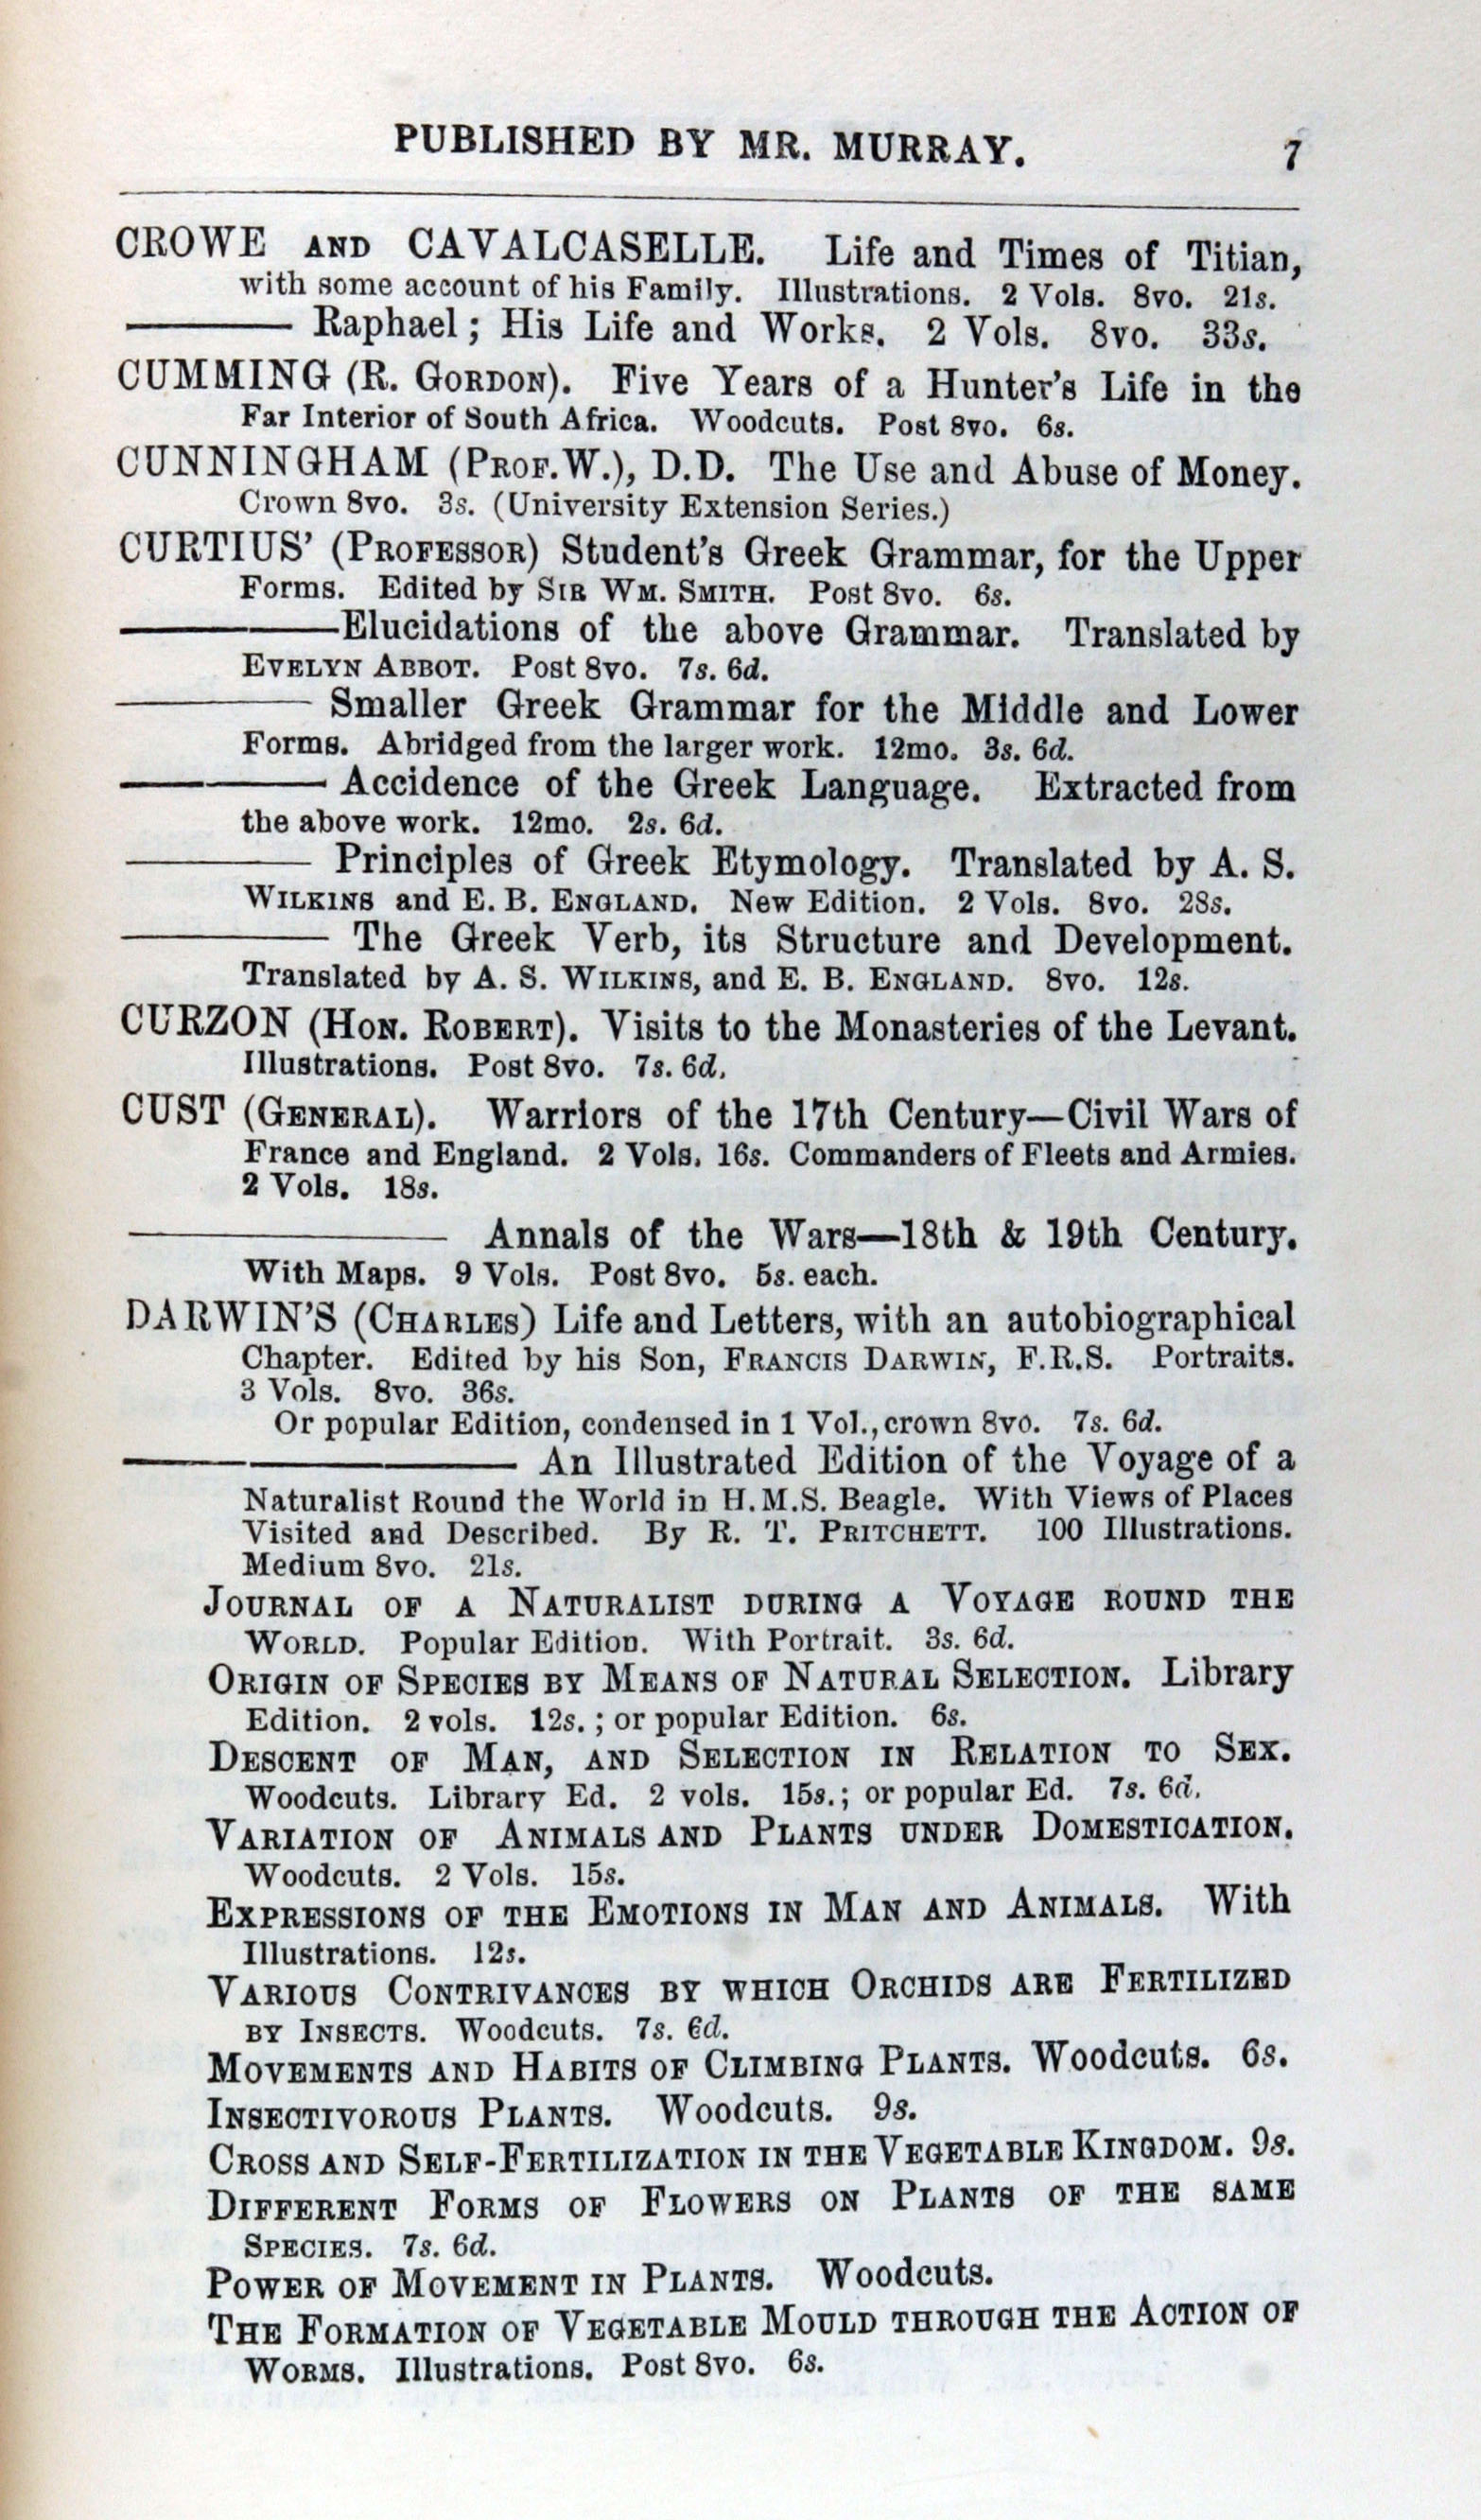 PUBLISHED BY MR. MURRAY. 7
CROWE AND CAVALCASELLE. Life and Times of Titian,
with some account of his Family. Illustrations. 2 Vols. 8vo. 21s.
——— Raphael; His Life and Works. 2 Vols. 8vo. 33s.
CUMMING (R. GORDON). Five Years of a Hunter's Life in the
Far Interior of South Africa. Woodcuts. Post 8vo. 6s.
CUNNINGHAM (PROF. W.), D.D. The Use and Abuse of Money.
Crown 8vo. 3s. (University Extension Series.)
CURTIUS' (PROFESSOR) Student's Greek Grammar, for the Upper
Forms. Edited by SIR WM. SMITH. Post 8vo. 6s.
——— Elucidations of the above Grammar. Translated by
EVELYN ABBOT. Post 8vo. 7s. 6d.
——— Smaller Greek Grammar for the Middle and Lower
Forms. Abridged from the larger work. 12mo. 3s. 6d.
——— Accidence of the Greek Language. Extracted from
the above work. 12mo. 2s. 6d.
——— Principles of Greek Etymology. Translated by A. S.
WILKINS and E. B. ENGLAND. New Edition. 2 Vols. 8vo. 28s.
——— The Greek Verb, its Structure and Development.
Translated by A. S. WILKINS, and E. B. ENGLAND. 8vo. 12s.
CURZON (HON. ROBERT). Visits to the Monasteries of the Levant.
Illustrations. Post 8vo. 7s. 6d.
CUST (GENERAL). Warriors of the 17th Century—Civil Wars of
France and England. 2 Vols. 16s. Commanders of Fleets and Armies.
2 Vols. 18s.
——— Annals of the Wars—18th & 19th Century.
With Maps. 9 Vols. Post 8vo. 5s. each.
DARWIN'S (CHARLES) Life and Letters, with an autobiographical
Chapter. Edited by his Son, FRANCIS DARWIN, F.R.S. Portraits.
3 Vols. 8vo. 36s.
Or popular Edition, condensed in 1 Vol., crown 8vo. 7s. 6d.
——— An Illustrated Edition of the Voyage of a
Naturalist Round the World in H.M.S. Beagle. With Views of Places
Visited and Described. By R. T. PRITCHETT. 100 Illustrations.
Medium 8vo. 21s.
JOURNAL OF A NATURALIST DURING A VOYAGE ROUND THE
WORLD. Popular Edition. With Portrait. 3s. 6d.
ORIGIN OF SPECIES BY MEANS OF NATURAL SELECTION. Library
Edition. 2 vols. 12s.; or popular Edition. 6s.
DESCENT OF MAN, AND SELECTION IN RELATION TO SEX.
Woodcuts. Library Ed. 2 vols. 15s.; or popular Ed. 7s. 6d.
VARIATION OF ANIMALS AND PLANTS UNDER DOMESTICATION.
Woodcuts. 2 Vols. 15s.
EXPRESSIONS OF THE EMOTIONS IN MAN AND ANIMALS. With
Illustrations. 12s.
VARIOUS CONTRIVANCES BY WHICH ORCHIDS ARE FERTILIZED
BY INSECTS. Woodcuts. 7s. 6d.
MOVEMENTS AND HABITS OF CLIMBING PLANTS. Woodcuts. 6s.
INSECTIVOROUS PLANTS. Woodcuts. 9s.
CROSS AND SELF-FERTILIZATION IN THE VEGETABLE KINGDOM. 9s.
DIFFERENT FORMS OF FLOWERS ON PLANTS OF THE SAME
SPECIES. 7s. 6d.
POWER OF MOVEMENT IN PLANTS. Woodcuts.
THE FORMATION OF VEGETABLE MOULD THROUGH THE ACTION OF
WORMS. Illustrations. Post 8vo. 6s.